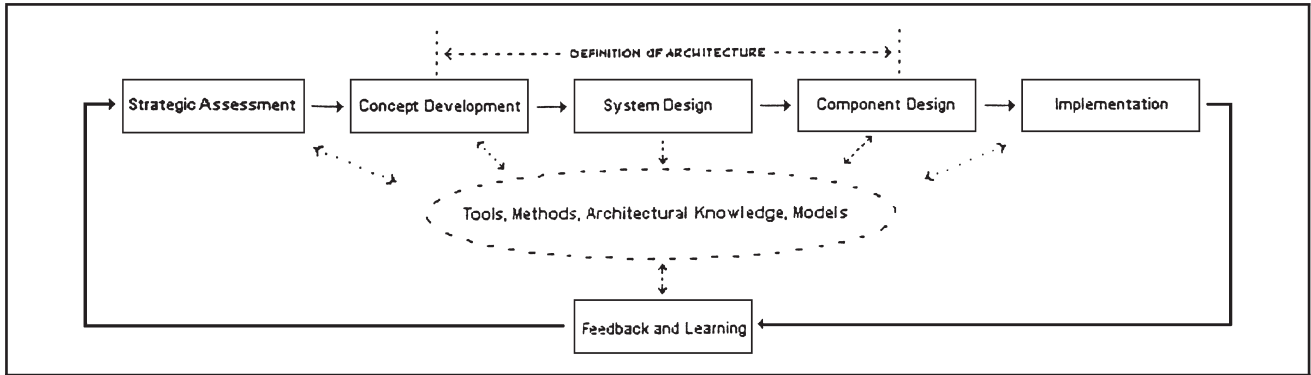 DEFINITION OF ARCHITECTURE
Strategic Assessment
Concept Development
System Design
Component Design
Implementation
Tools, Methods, Architectural Knowledge, Models
Feedback and Learning